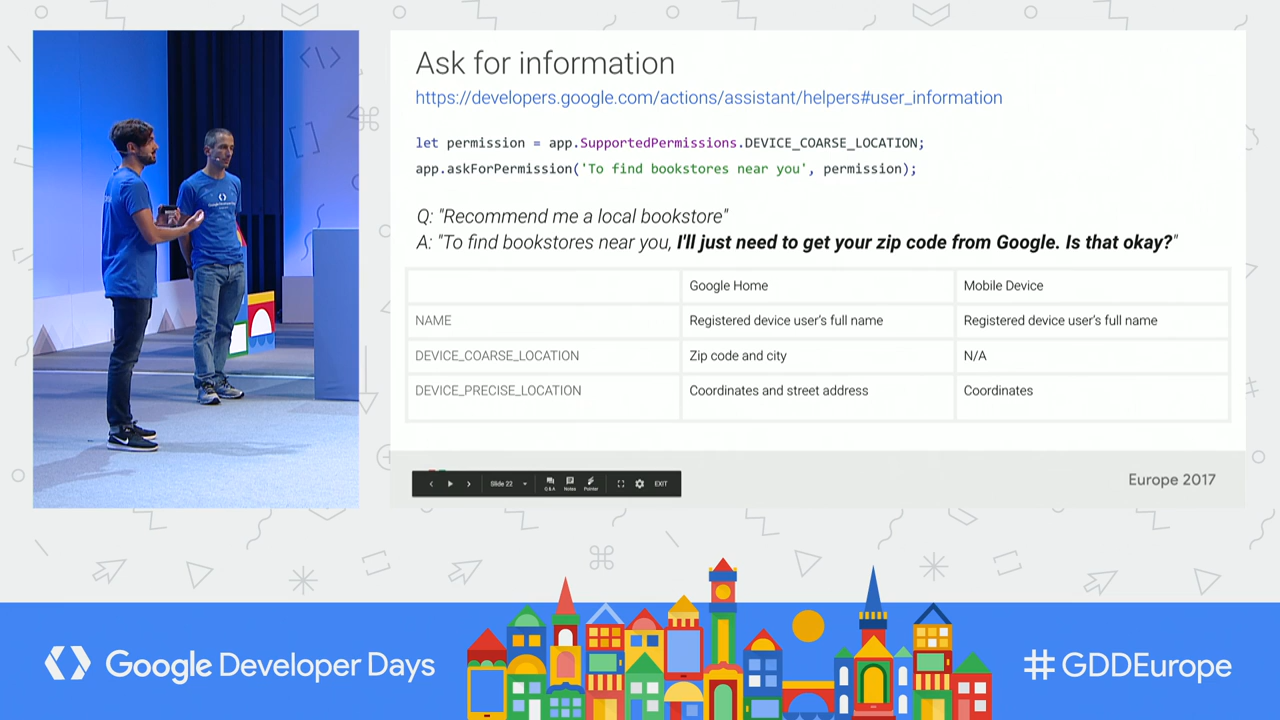 Ask for information
https://developers.google.com/actions/assistant/helpers#user_information
let permission = app.SupportedPermissions.DEVICE_COARSE_LOCATION;
app.askForPermission('To find bookstores near you', permission);
Q: "Recommend me a local bookstore"
A: "To find bookstores near you, I'll just need to get your zip code from Google. Is that okay?"
Google Home Mobile Device
NAME Registered device user's full name Registered device user's full name
DEVICE_COARSE_LOCATION Zip code and city N/A
DEVICE_PRECISE_LOCATION Coordinates and street address Coordinates
Slide 22 Q&A Notes Pointer EXIT
Europe 2017
Google Developer Days
#GDDEurope